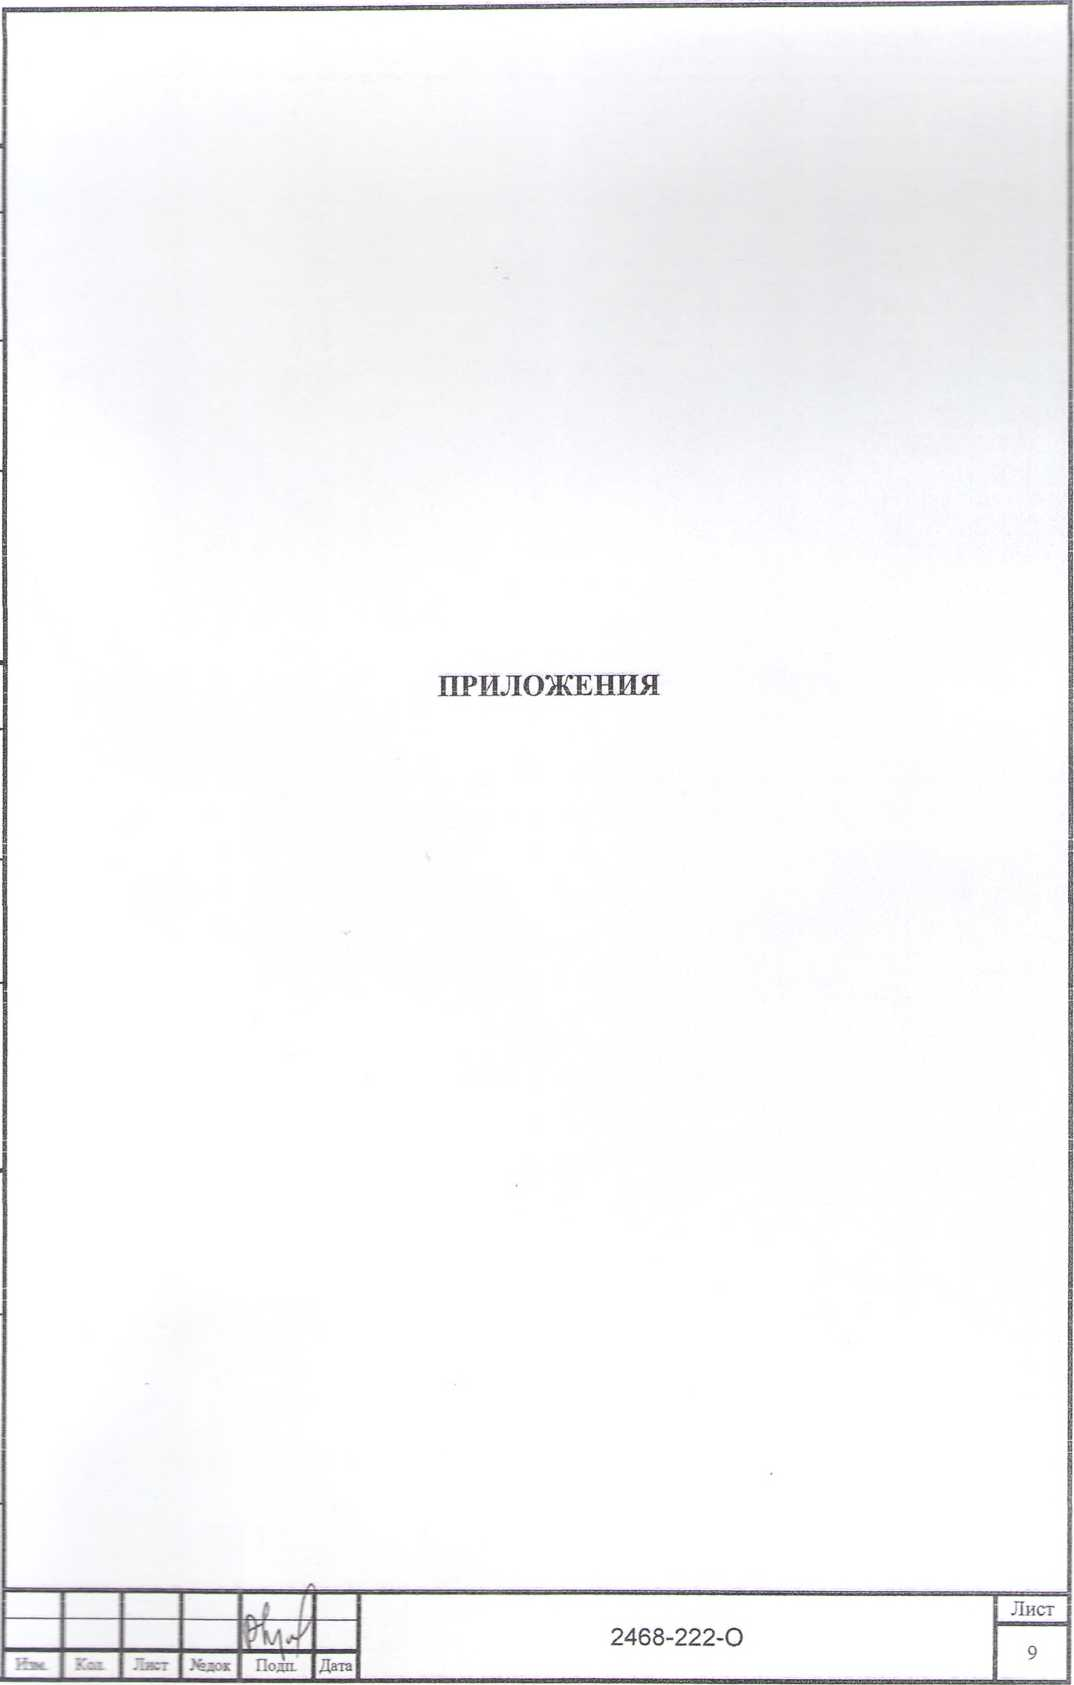 ПРИЛОЖЕНИЯ
Изм. Кол. Лист №док Подп. Дата
2468-222-О
Лист
9